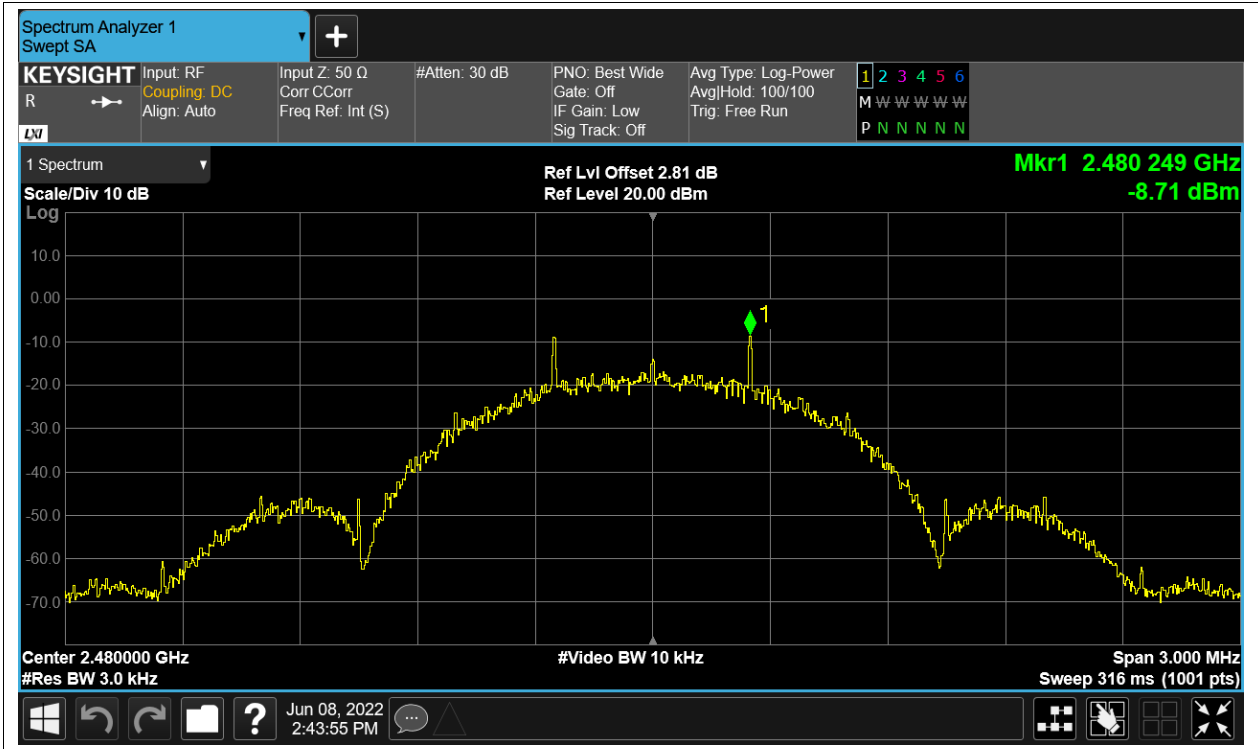 Spectrum Analyzer 1
Swept SA
KEYSIGHT
R
LXI
Input: RF
Coupling: DC
Align: Auto
Input Z: 50 Ω
Corr CCorr
Freq Ref: Int (S)
#Atten: 30 dB
PNO: Best Wide
Gate: Off
IF Gain: Low
Sig Track: Off
Avg Type: Log-Power
Avg|Hold: 100/100
Trig: Free Run
1 2 3 4 5 6
M W W W W W
P N N N N N
1 Spectrum
Scale/Div 10 dB
Log
Ref Lvl Offset 2.81 dB
Ref Level 20.00 dBm
Mkr1 2.480 249 GHz
-8.71 dBm
10.0
0.00
1
-10.0
-20.0
-30.0
-40.0
-50.0
-60.0
-70.0
Center 2.480000 GHz
#Res BW 3.0 kHz
#Video BW 10 kHz
Span 3.000 MHz
Sweep 316 ms (1001 pts)
?
Jun 08, 2022
2:43:55 PM